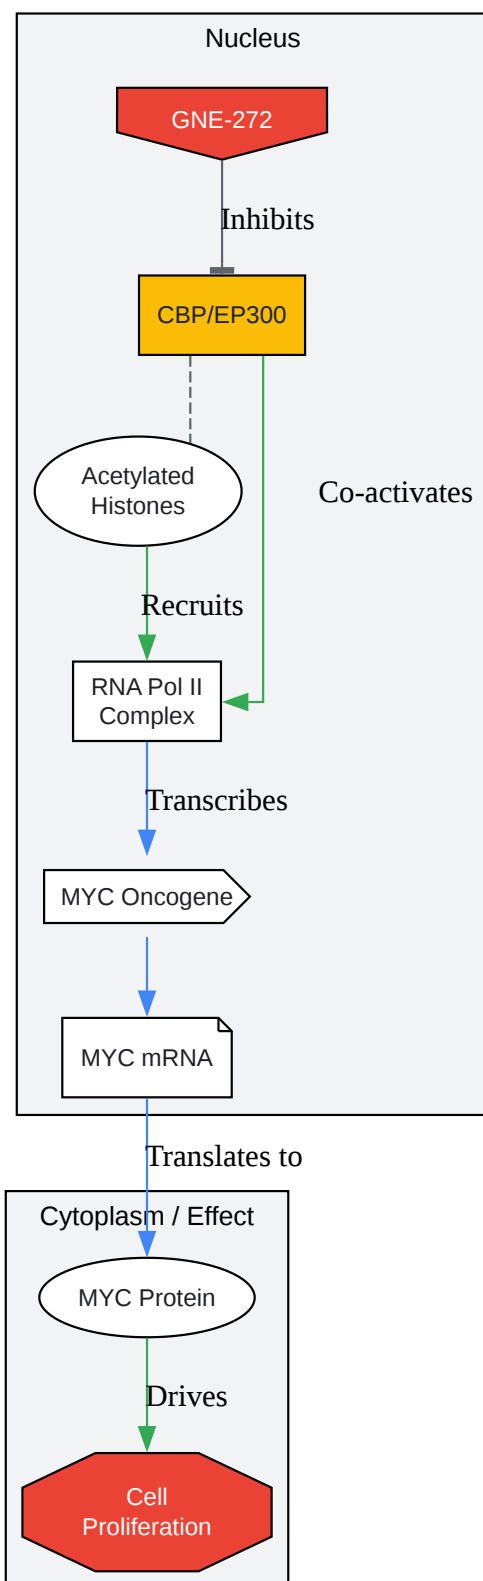 Nucleus
GNE-272
Inhibits
CBP/EP300
Acetylated
Histones
Co-activates
Recruits
RNA Pol II
Complex
Transcribes
MYC Oncogene
MYC mRNA
Translates to
Cytoplasm / Effect
MYC Protein
Drives
Cell
Proliferation